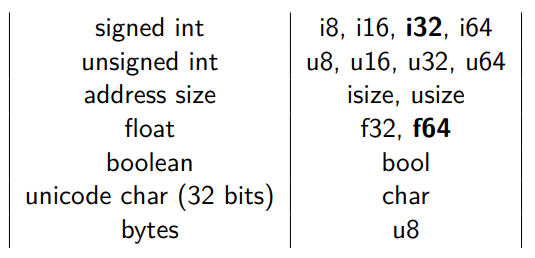 signed int i8, i16, i32, i64
unsigned int u8, u16, u32, u64
address size isize, usize
float f32, f64
boolean bool
unicode char (32 bits) char
bytes u8